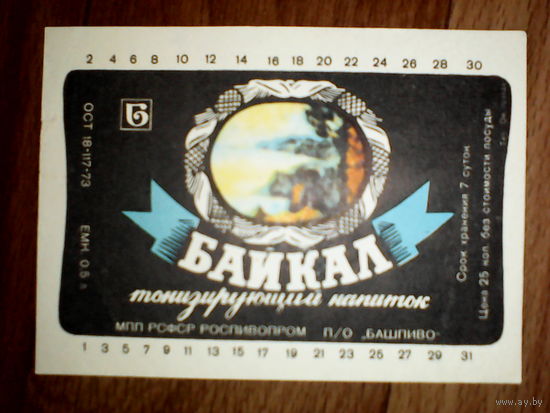 2 4 6 8 10 12 14 16 18 20 22 24 26 28 30
Б
ОСТ 18-117-73
ЕМК. 0.5 л
БАЙКАЛ
тонизирующий напиток
МПП РСФСР РОСПИВОПРОМ П/О „БАШПИВО"
Срок хранения 7 суток
Цена 25 коп. без стоимости посуды
1 3 5 7 9 11 13 15 17 19 21 23 25 27 29 31
www.ay.by